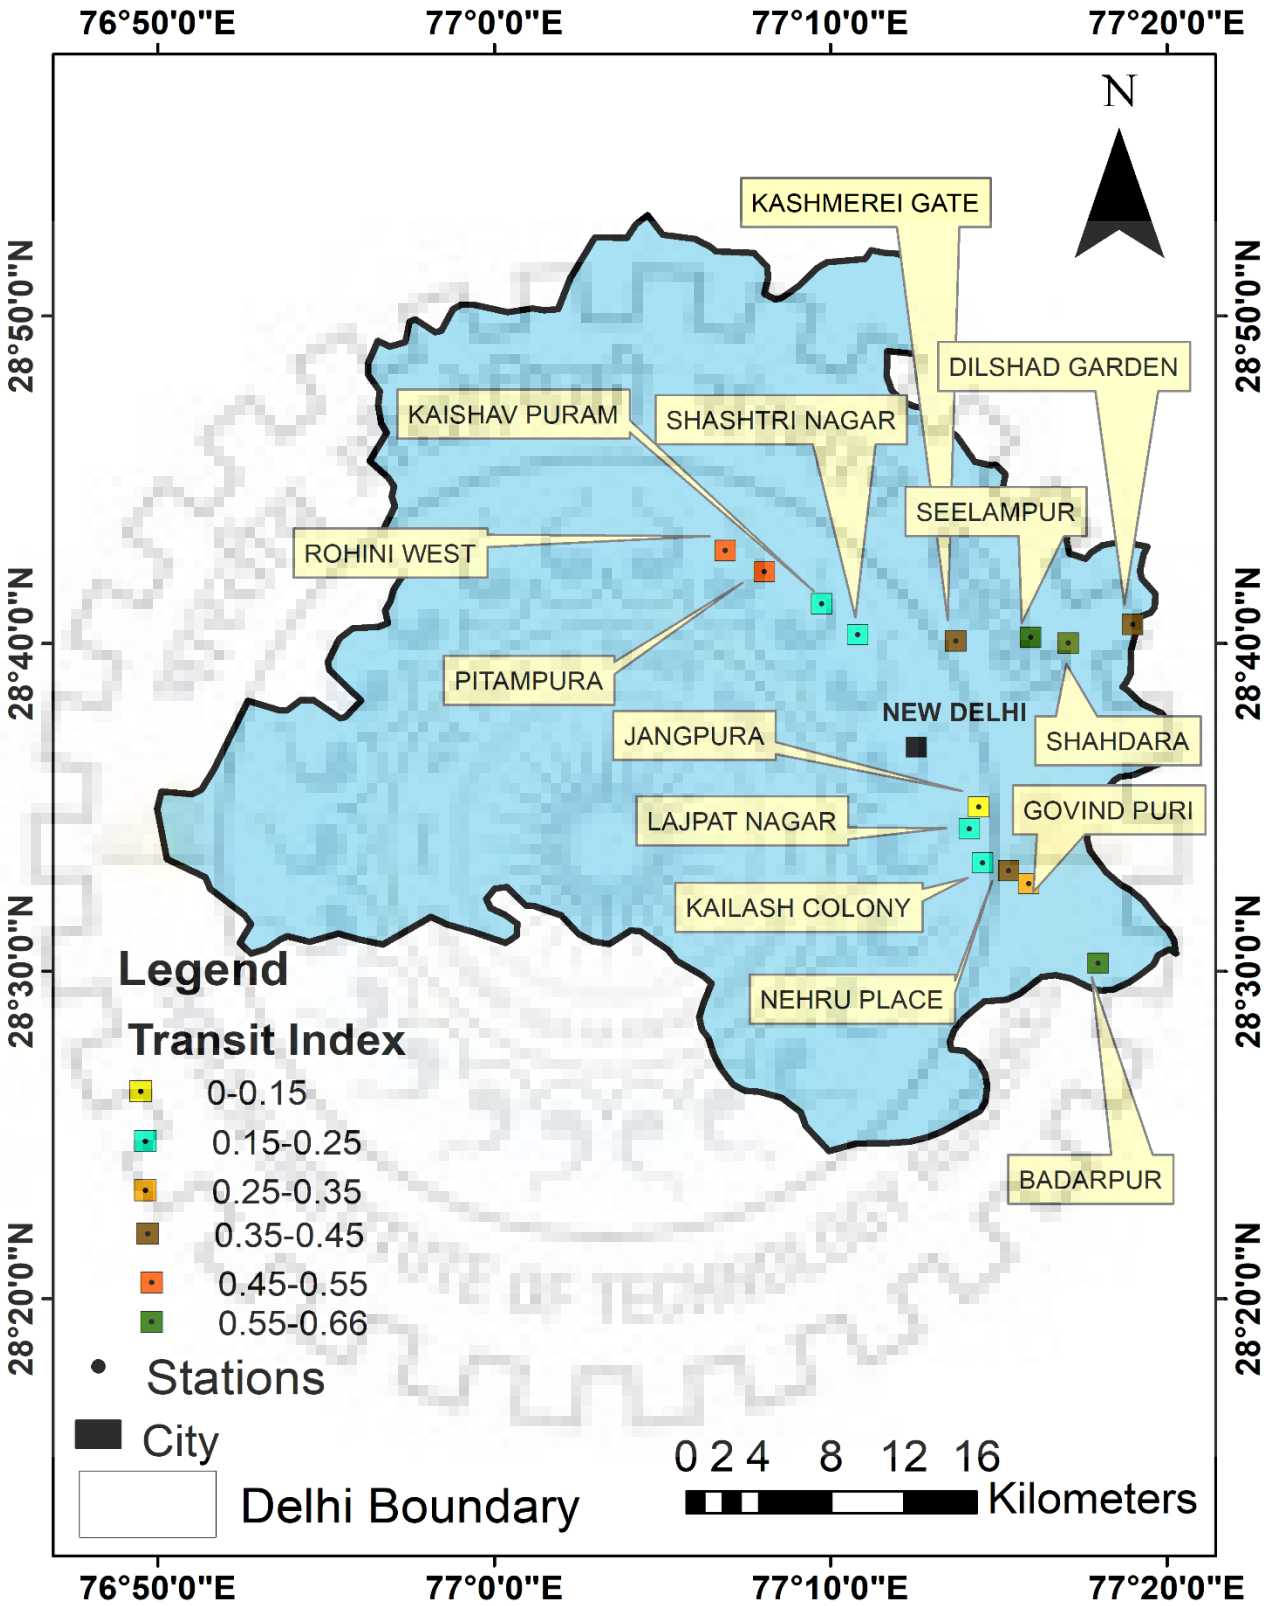 76°50'0"E 77°0'0"E 77°10'0"E 77°20'0"E
N
KASHMEREI GATE
28°50'0"N 28°50'0"N
DILSHAD GARDEN
KAISHAV PURAM
SHASHTRI NAGAR
SEELAMPUR
ROHINI WEST
28°40'0"N 28°40'0"N
PITAMPURA
NEW DELHI
JANGPURA
SHAHDARA
LAJPAT NAGAR
GOVIND PURI
KAILASH COLONY
28°30'0"N 28°30'0"N
NEHRU PLACE
BADARPUR
Legend
Transit Index
0-0.15
0.15-0.25
0.25-0.35
0.35-0.45
0.45-0.55
0.55-0.66
28°20'0"N 28°20'0"N
Stations
City
Delhi Boundary
0 2 4 8 12 16
Kilometers
OF TECHNOLOGY
76°50'0"E 77°0'0"E 77°10'0"E 77°20'0"E